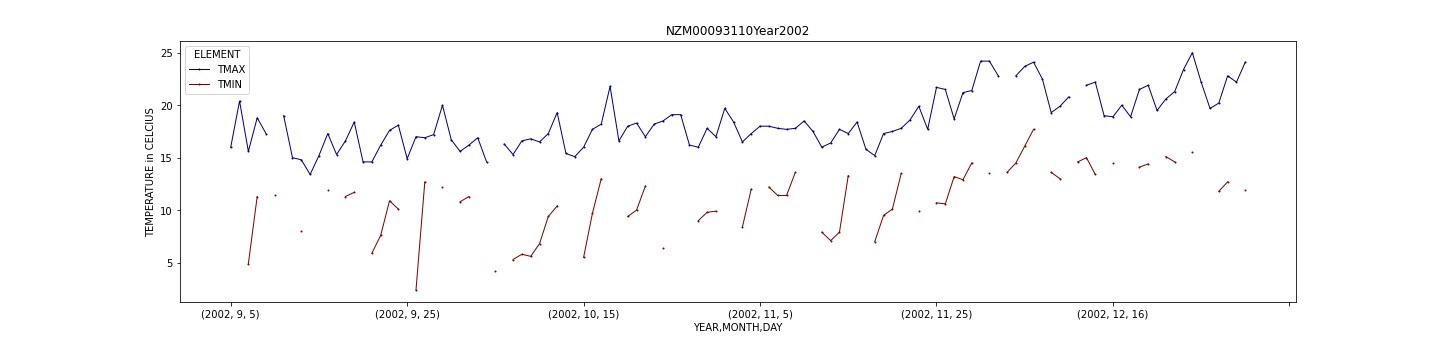 NZM00093110Year2002
ELEMENT
TMAX
TMIN
TEMPERATURE in CELCIUS
25
20
15
10
5
(2002, 9, 5) (2002, 9, 25) (2002, 10, 15) (2002, 11, 5) (2002, 11, 25) (2002, 12, 16)
YEAR,MONTH,DAY